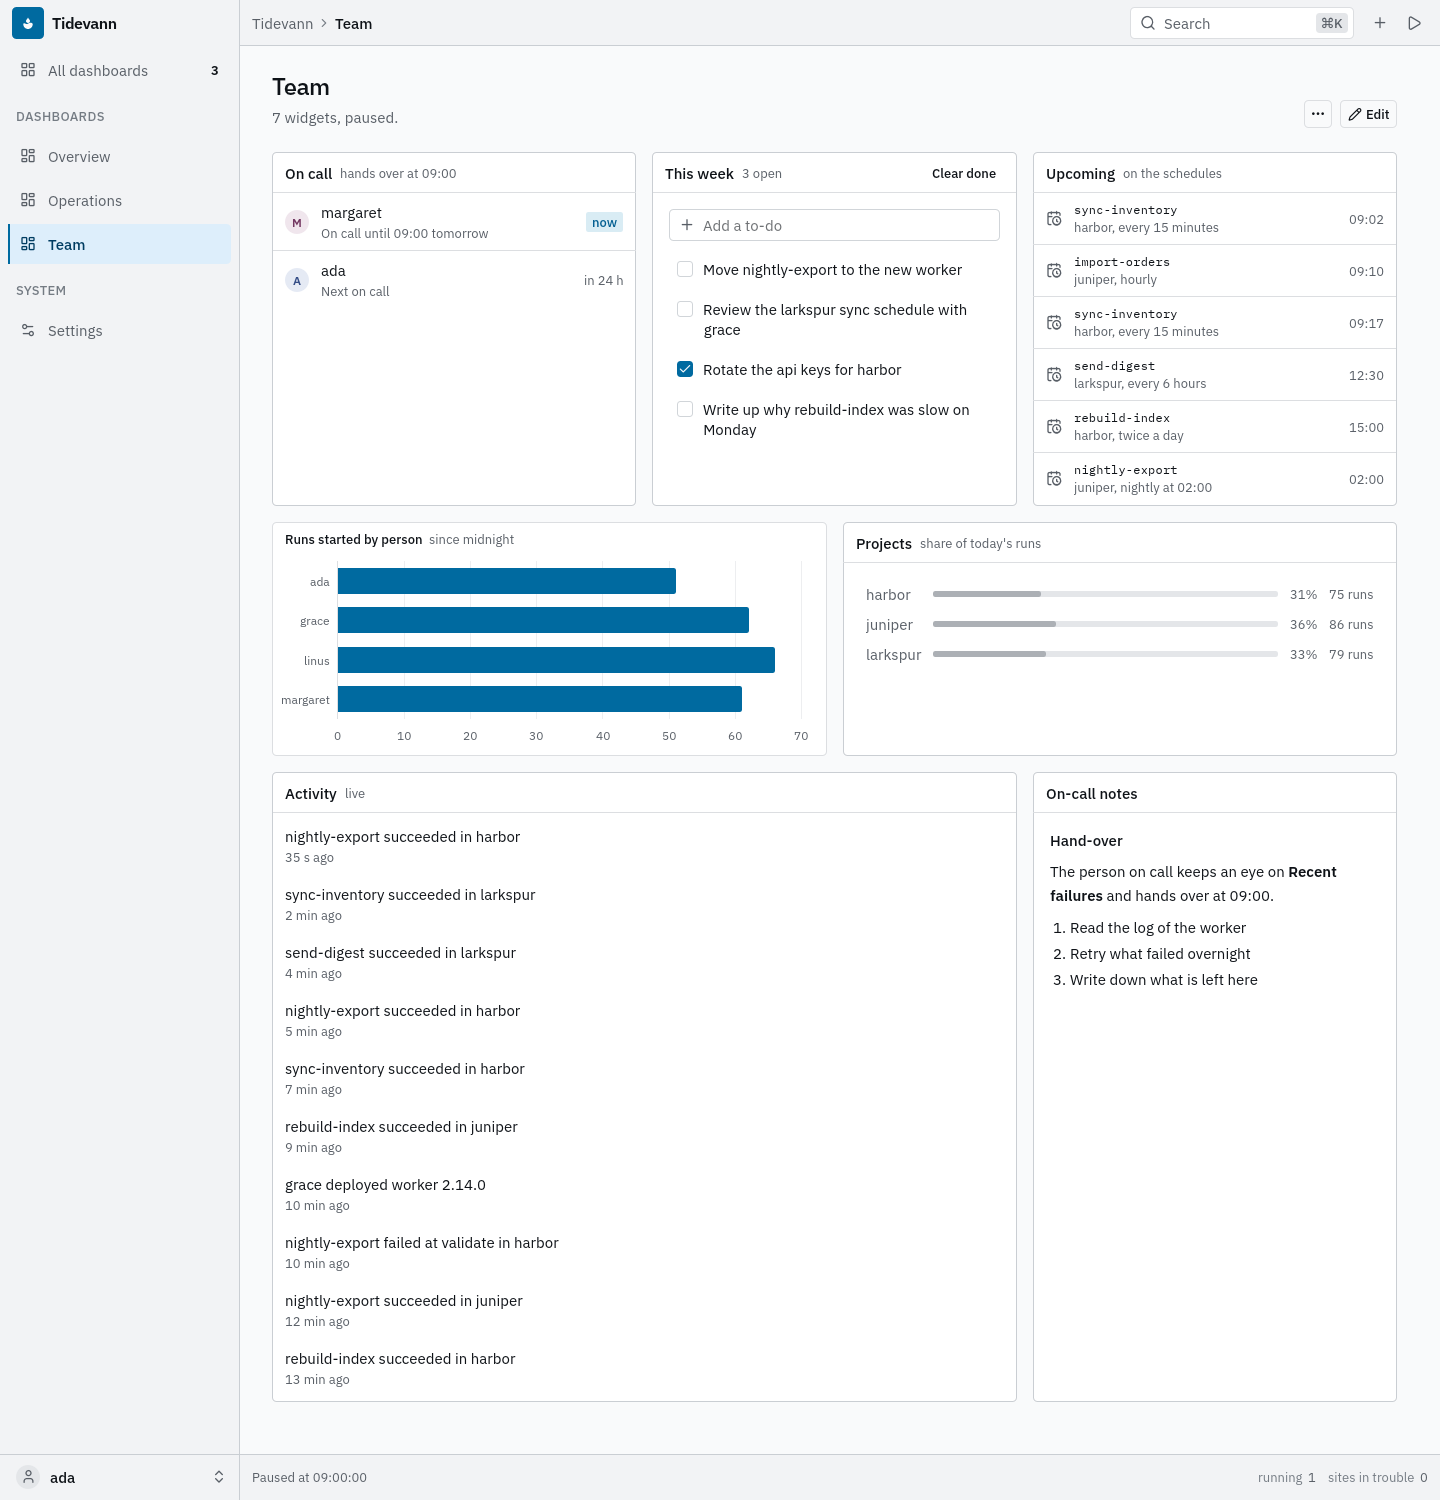 Tidevann
All dashboards 3
DASHBOARDS
Overview
Operations
Team
SYSTEM
Settings
ada
Tidevann > Team
Search ⌘K
Team
7 widgets, paused.
Edit
On call hands over at 09:00
M margaret now
On call until 09:00 tomorrow
A ada in 24 h
Next on call
This week 3 open Clear done
Add a to-do
Move nightly-export to the new worker
Review the larkspur sync schedule with
grace
Rotate the api keys for harbor
Write up why rebuild-index was slow on
Monday
Upcoming on the schedules
sync-inventory 09:02
harbor, every 15 minutes
import-orders 09:10
juniper, hourly
sync-inventory 09:17
harbor, every 15 minutes
send-digest 12:30
larkspur, every 6 hours
rebuild-index 15:00
harbor, twice a day
nightly-export 02:00
juniper, nightly at 02:00
Runs started by person since midnight
ada
grace
linus
margaret
0 10 20 30 40 50 60 70
Projects share of today's runs
harbor 31% 75 runs
juniper 36% 86 runs
larkspur 33% 79 runs
Activity live
nightly-export succeeded in harbor
35 s ago
sync-inventory succeeded in larkspur
2 min ago
send-digest succeeded in larkspur
4 min ago
nightly-export succeeded in harbor
5 min ago
sync-inventory succeeded in harbor
7 min ago
rebuild-index succeeded in juniper
9 min ago
grace deployed worker 2.14.0
10 min ago
nightly-export failed at validate in harbor
10 min ago
nightly-export succeeded in juniper
12 min ago
rebuild-index succeeded in harbor
13 min ago
On-call notes
Hand-over
The person on call keeps an eye on Recent
failures and hands over at 09:00.
1. Read the log of the worker
2. Retry what failed overnight
3. Write down what is left here
Paused at 09:00:00
running 1 sites in trouble 0